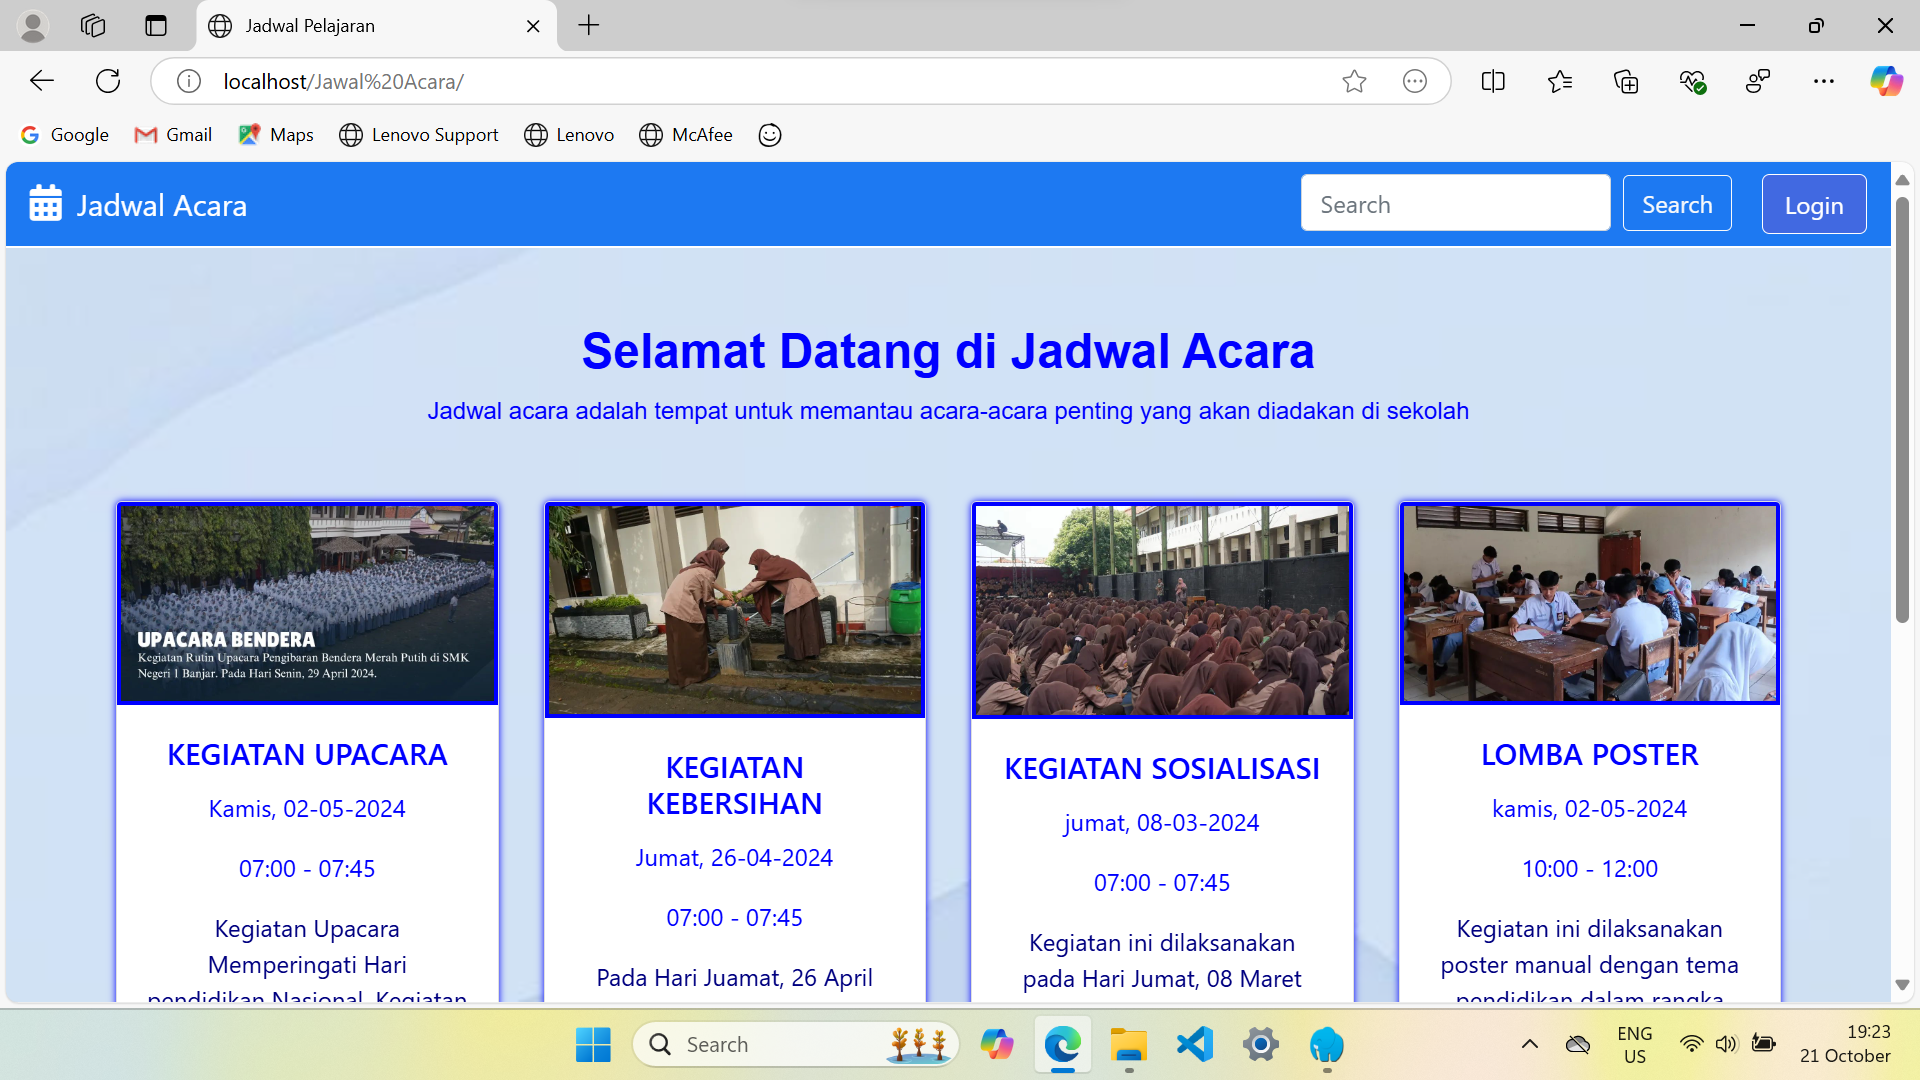 Jadwal Pelajaran
localhost/Jawal%20Acara/
Google Gmail Maps Lenovo Support Lenovo McAfee
Jadwal Acara Search Search Login
Selamat Datang di Jadwal Acara
Jadwal acara adalah tempat untuk memantau acara-acara penting yang akan diadakan di sekolah
UPACARA BENDERA
Kegiatan Rutin Upacara Pengibaran Bendera Merah Putih di SMK
Negeri 1 Banjar. Pada Hari Senin, 29 April 2024.
KEGIATAN UPACARA
Kamis, 02-05-2024
07:00 - 07:45
Kegiatan Upacara
Memperingati Hari
pendidikan Nasional. Kegiatan
KEGIATAN
KEBERSIHAN
Jumat, 26-04-2024
07:00 - 07:45
Pada Hari Juamat, 26 April
KEGIATAN SOSIALISASI
jumat, 08-03-2024
07:00 - 07:45
Kegiatan ini dilaksanakan
pada Hari Jumat, 08 Maret
LOMBA POSTER
kamis, 02-05-2024
10:00 - 12:00
Kegiatan ini dilaksanakan
poster manual dengan tema
pendidikan dalam rangka
Search
ENG
US
19:23
21 October